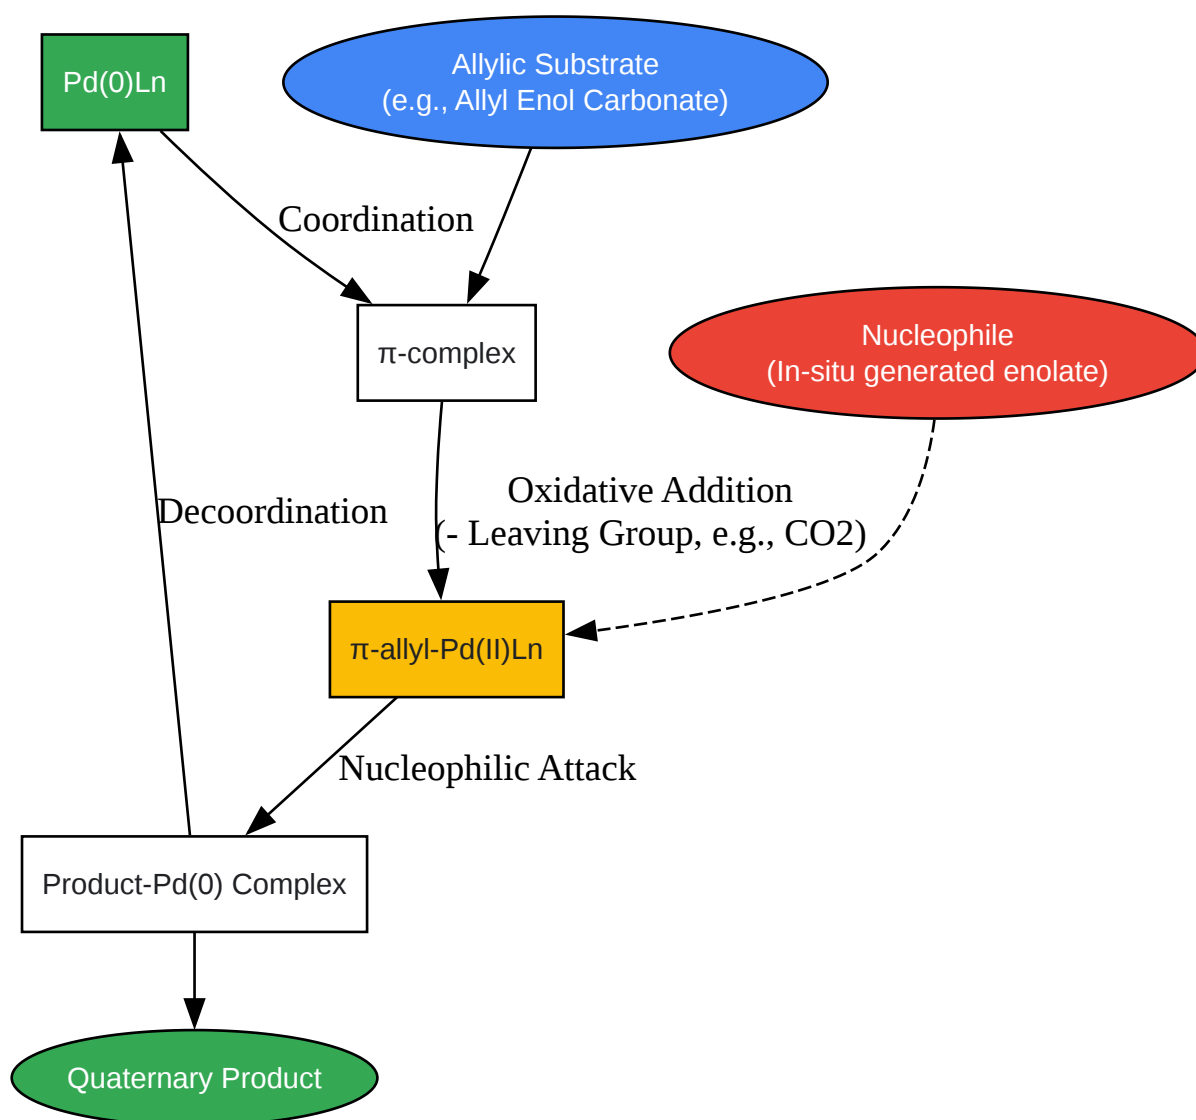 Pd(0)Ln
Allylic Substrate
(e.g., Allyl Enol Carbonate)
Coordination
π-complex
Nucleophile
(In-situ generated enolate)
Oxidative Addition
(- Leaving Group, e.g., CO2)
Decoordination
π-allyl-Pd(II)Ln
Nucleophilic Attack
Product-Pd(0) Complex
Quaternary Product